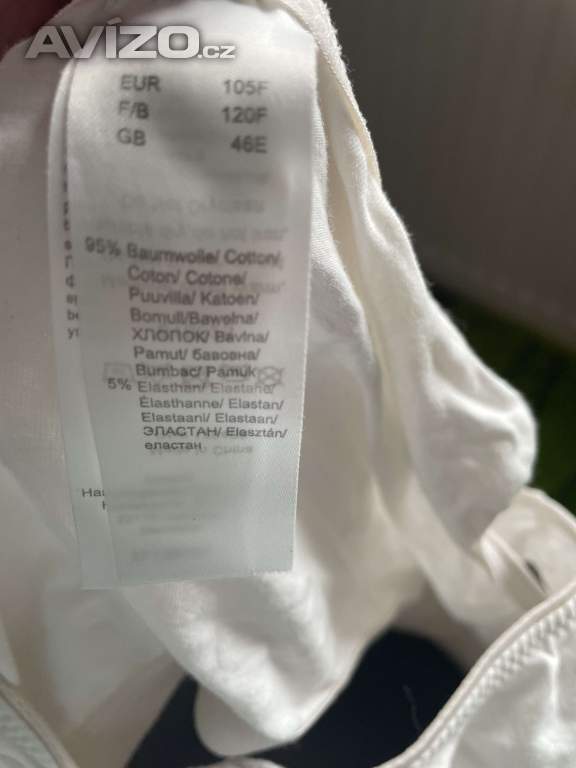 AVÍZO.cz
EUR 105F
F/B 120F
GB 46E
95% Baumwolle/ Cotton/
Coton/ Cotone/
Puuvilla/ Katoen/
Bomull/Bawełna/
ХЛОПОК/ Bavlna/
Pamut/ бавовна/
Bumbac/ Pamuk
5% Elasthan/ Elastane/
Élasthanne/ Elastan/
Elastaani/ Elastaan/
ЭЛАСТАН/ Elasztán/
еластан